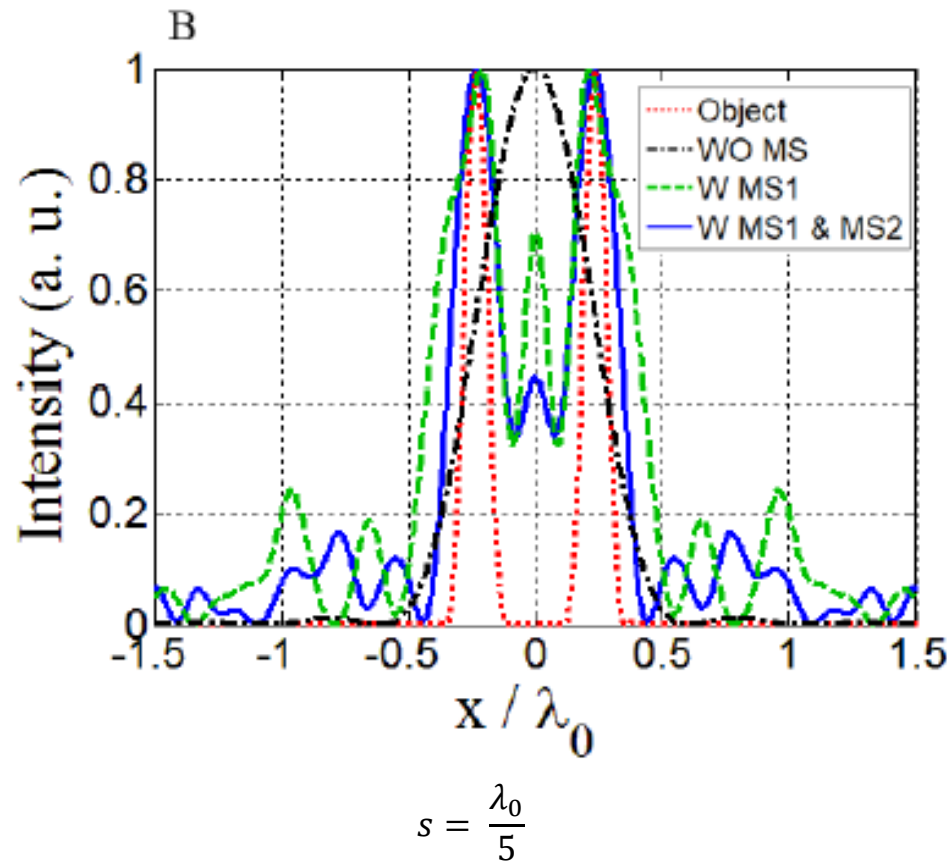 B
Intensity (a. u.)
1
0.8
0.6
0.4
0.2
0
Object
WO MS
W MS1
W MS1 & MS2
-1.5 -1 -0.5 0 0.5 1 1.5
x / λ₀
s = λ₀/5